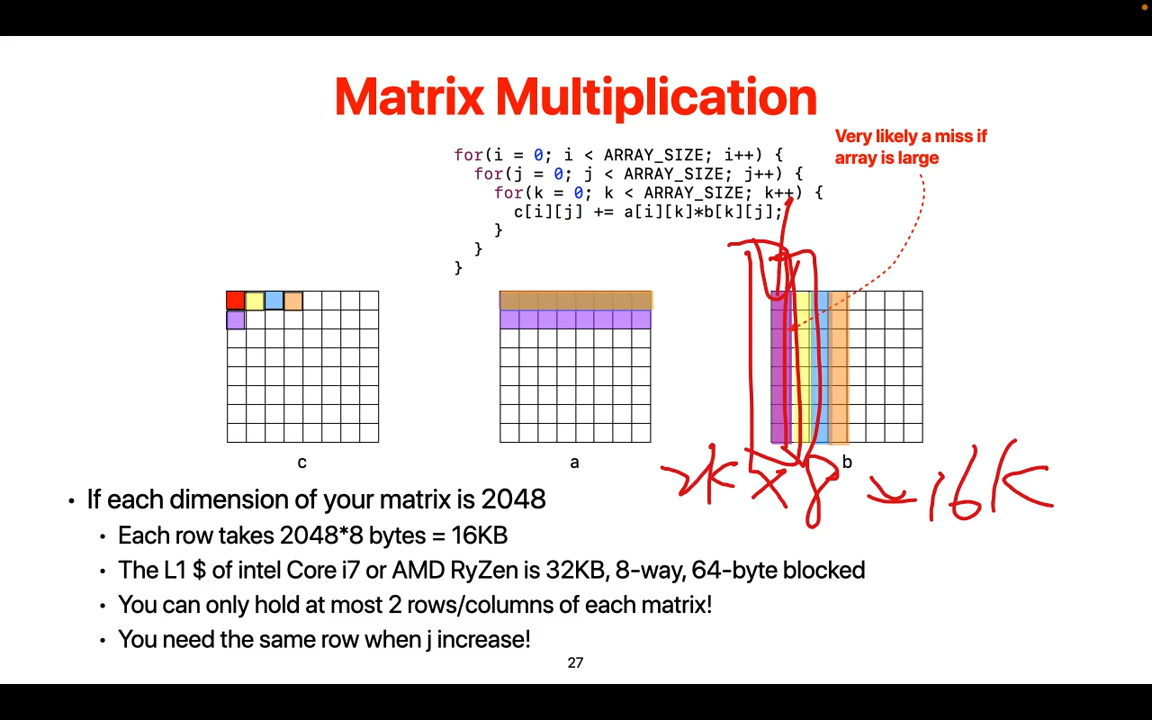 Matrix Multiplication
Very likely a miss if
array is large
for(i = 0; i < ARRAY_SIZE; i++) {
for(j = 0; j < ARRAY_SIZE; j++) {
for(k = 0; k < ARRAY_SIZE; k++) {
c[i][j] += a[i][k]*b[k][j];
}
}
}
c
a
b
2k x 8 = 16K
• If each dimension of your matrix is 2048
• Each row takes 2048*8 bytes = 16KB
• The L1 $ of intel Core i7 or AMD RyZen is 32KB, 8-way, 64-byte blocked
• You can only hold at most 2 rows/columns of each matrix!
• You need the same row when j increase!
27